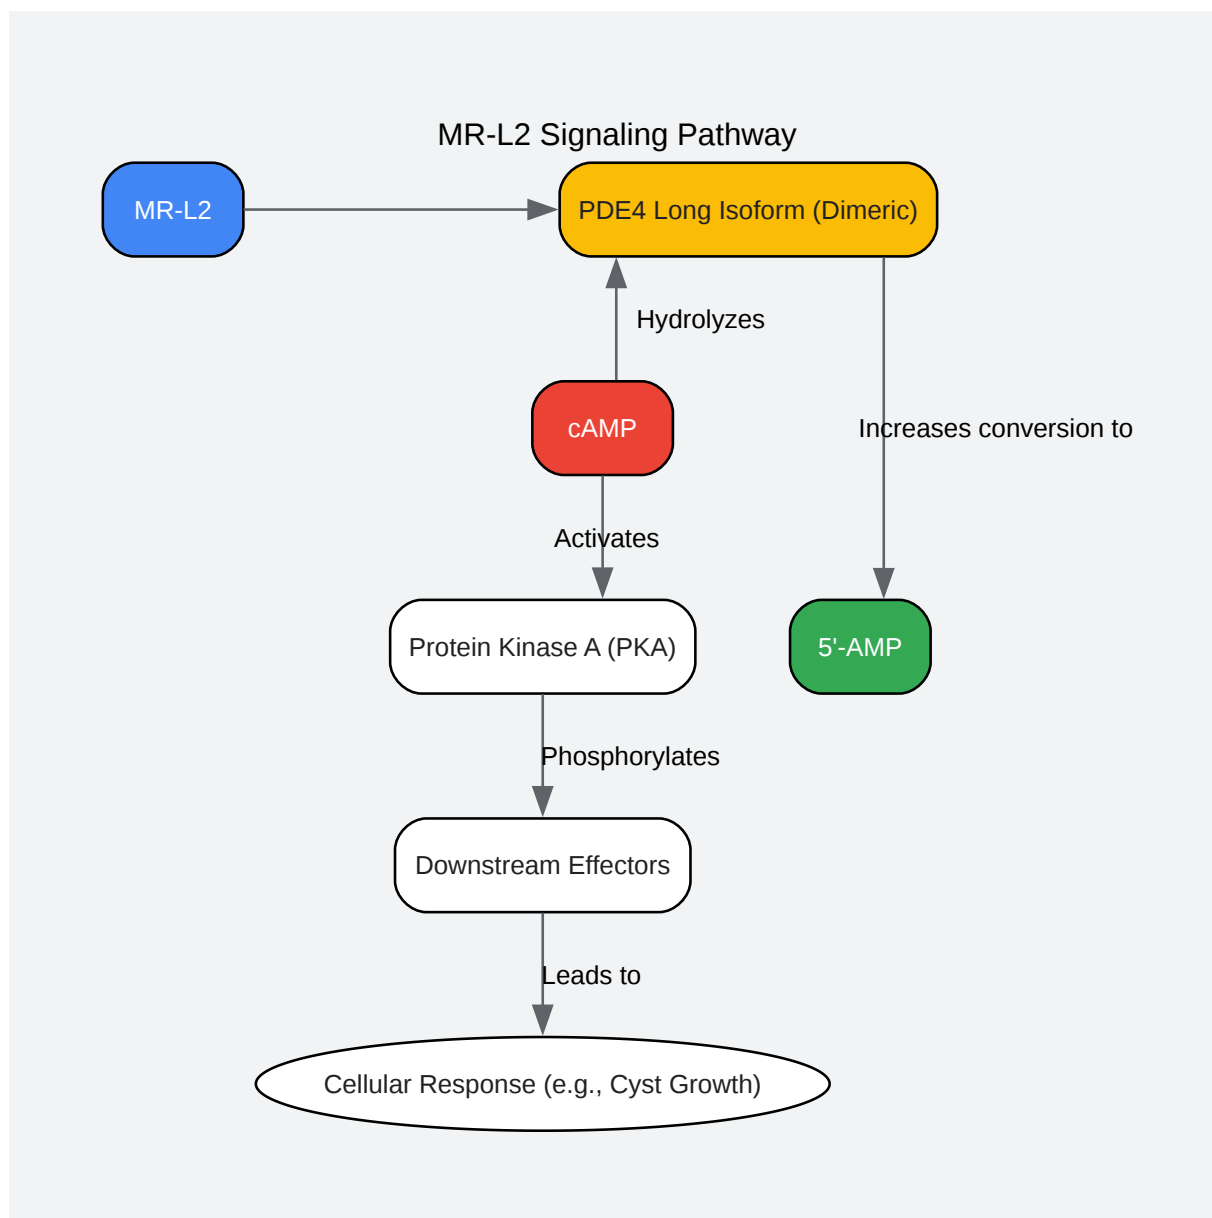 MR-L2 Signaling Pathway
MR-L2
PDE4 Long Isoform (Dimeric)
Hydrolyzes
cAMP
Increases conversion to
Activates
Protein Kinase A (PKA)
5'-AMP
Phosphorylates
Downstream Effectors
Leads to
Cellular Response (e.g., Cyst Growth)